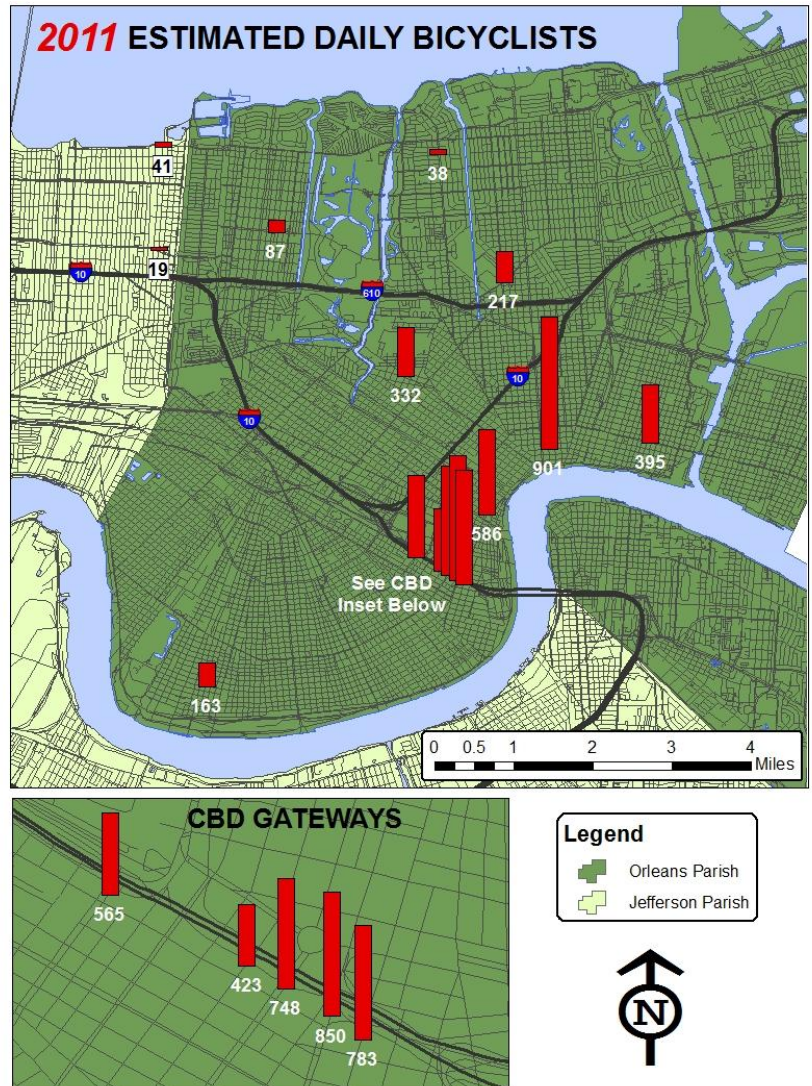 2011 ESTIMATED DAILY BICYCLISTS
41
38
87
19
10
610
217
332
10
10
901
395
586
See CBD
Inset Below
163
0 0.5 1 2 3 4
Miles
CBD GATEWAYS
565
423
748
850
783
Legend
Orleans Parish
Jefferson Parish
N